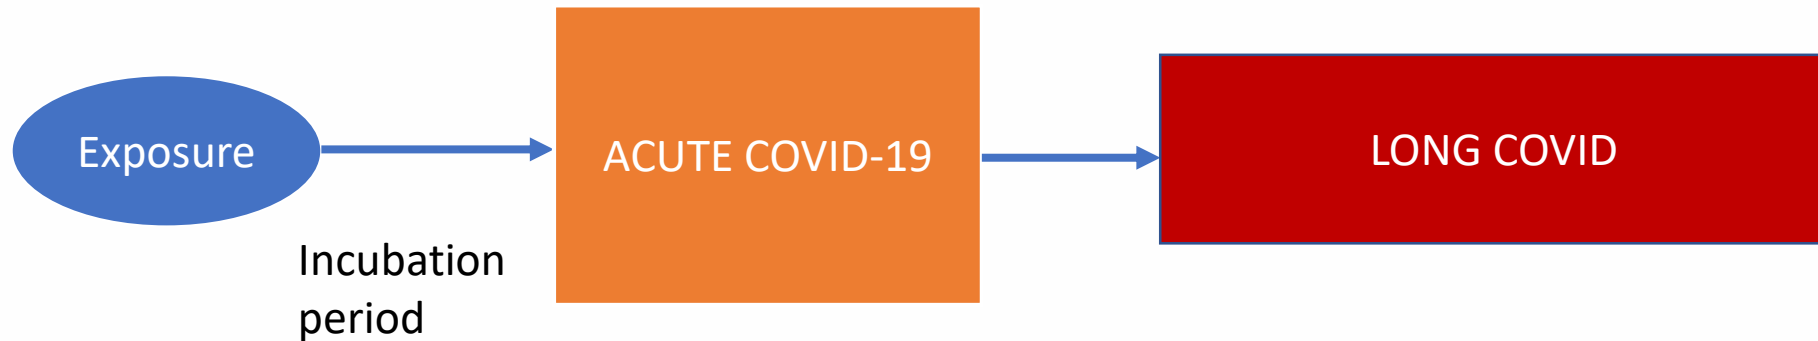 Exposure
Incubation
period
ACUTE COVID-19
LONG COVID